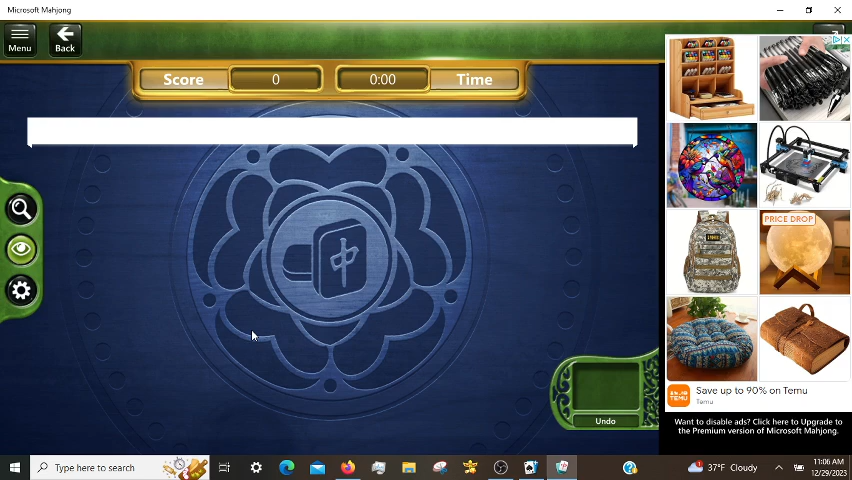 Microsoft Mahjong
Menu
Back
Score
0
0:00
Time
中
Undo
PRICE DROP
Save up to 90% on Temu
TEMU
Temu
Want to disable ads? Click here to Upgrade to
the Premium version of Microsoft Mahjong.
Type here to search
37°F Cloudy
11:06 AM
12/29/2023